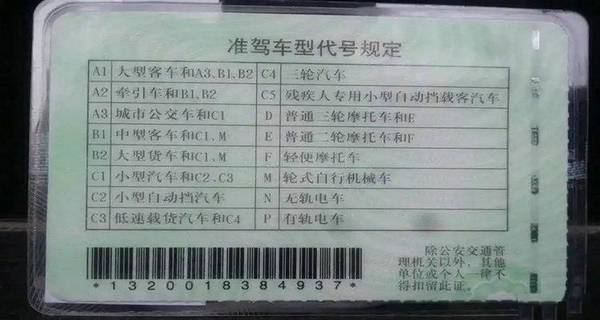 准驾车型代号规定
A1 大型客车和A3、B1、B2 C4 三轮汽车
A2 牵引车和B1、B2 C5 残疾人专用小型自动挡载客汽车
A3 城市公交车和C1 D 普通三轮摩托车和E
B1 中型客车和C1、M E 普通二轮摩托车和F
B2 大型货车和C1、M F 轻便摩托车
C1 小型汽车和C2、C3 M 轮式自行机械车
C2 小型自动挡汽车 N 无轨电车
C3 低速载货汽车和C4 P 有轨电车
*1320018384937*
除公安交通管
理机关以外，其他
单位或个人一律不
得扣留此证。